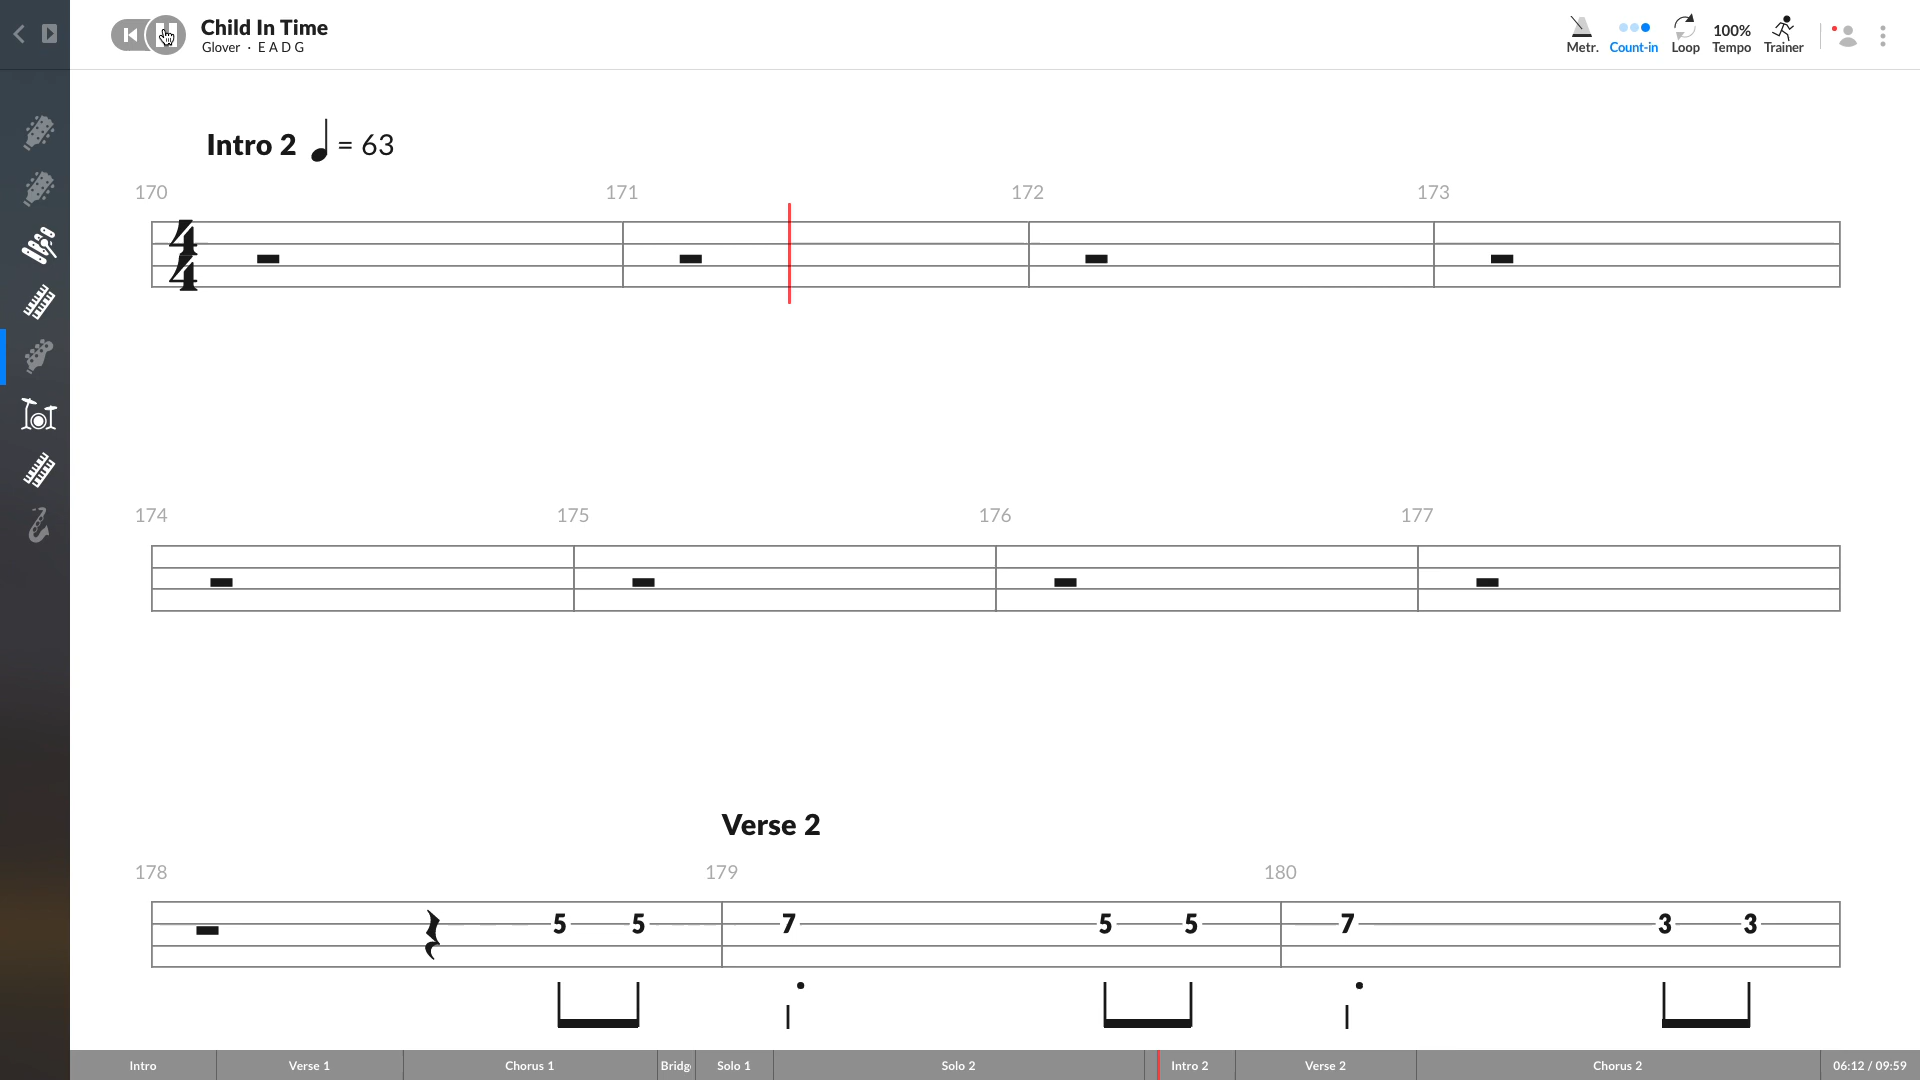 Child In Time
Glover · E A D G
Metr.
Count-in
Loop
100%
Tempo
Trainer
Intro 2 = 63
170 171 172 173
4
4
174 175 176 177
Verse 2
178 179 180
5 5 7 5 5 7 3 3
Intro Verse 1 Chorus 1 Bridg Solo 1 Solo 2 Intro 2 Verse 2 Chorus 2 06:12 / 09:59